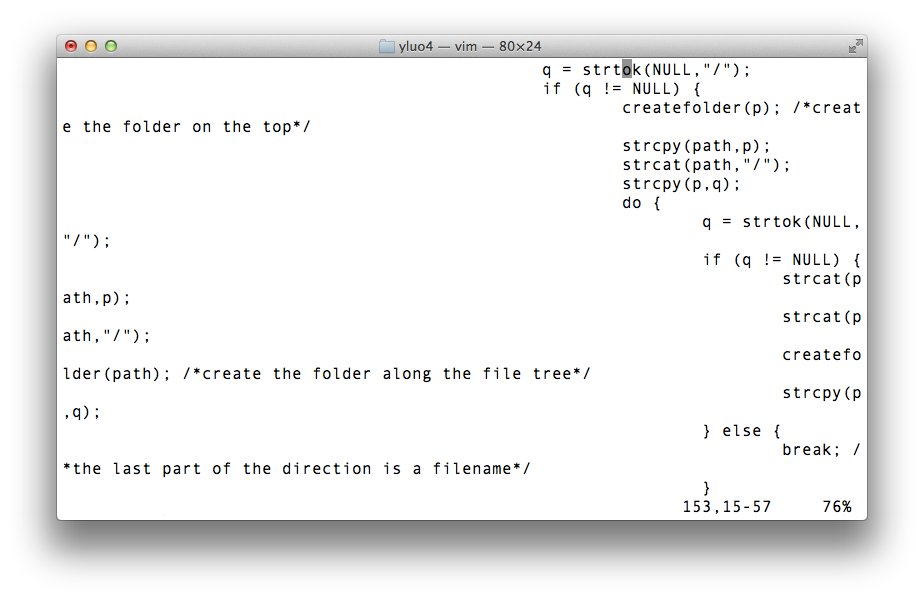 yluo4 — vim — 80×24
q = strtok(NULL,"/");
if (q != NULL) {
createfolder(p); /*creat
e the folder on the top*/
strcpy(path,p);
strcat(path,"/");
strcpy(p,q);
do {
q = strtok(NULL,
"/");
if (q != NULL) {
strcat(p
ath,p);
strcat(p
ath,"/");
createfo
lder(path); /*create the folder along the file tree*/
strcpy(p
,q);
} else {
break; /
*the last part of the direction is a filename*/
}
153,15-57 76%